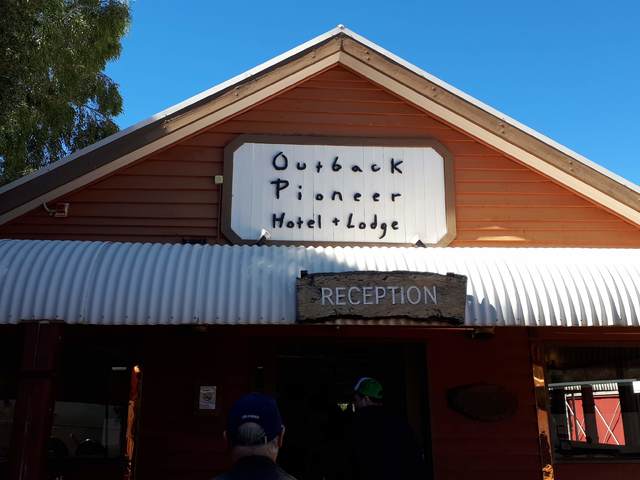 Outback
Pioneer
Hotel + Lodge
RECEPTION